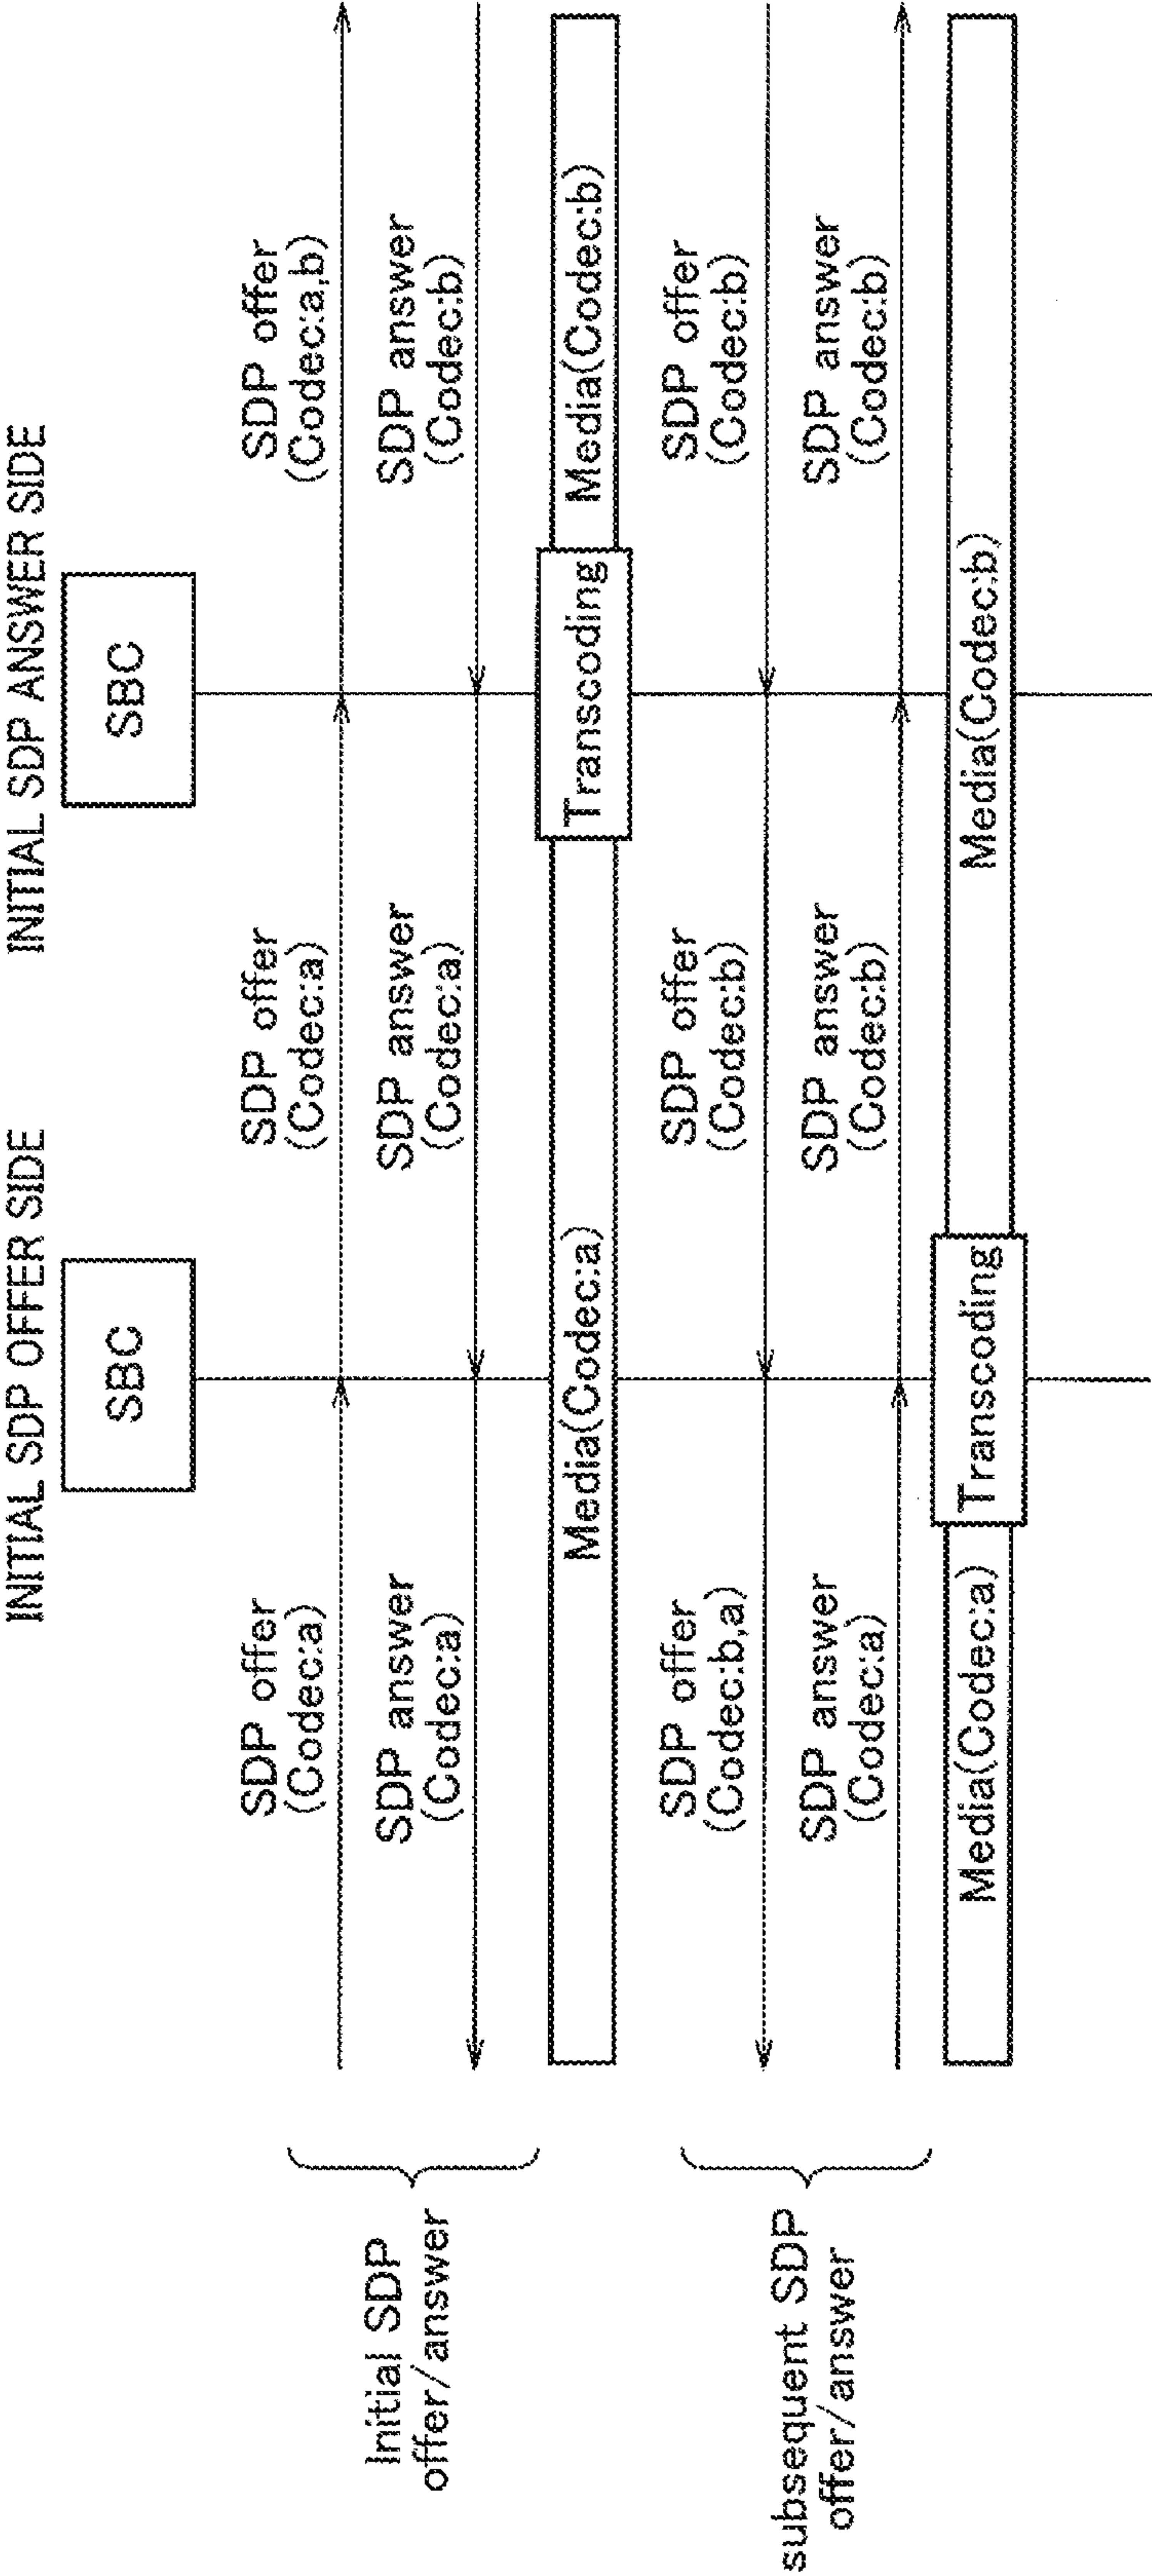 INITIAL SDP OFFER SIDE
INITIAL SDP ANSWER SIDE
SBC
SBC
Initial SDP
offer/answer
SDP offer
(Codec:a)
SDP offer
(Codec:a)
SDP offer
(Codec:a,b)
SDP answer
(Codec:a)
SDP answer
(Codec:a)
SDP answer
(Codec:b)
Media(Codec:a)
Transcoding
Media(Codec:b)
subsequent SDP
offer/answer
SDP offer
(Codec:b,a)
SDP offer
(Codec:b)
SDP offer
(Codec:b)
SDP answer
(Codec:a)
SDP answer
(Codec:b)
SDP answer
(Codec:b)
Media(Codec:a)
Transcoding
Media(Codec:b)